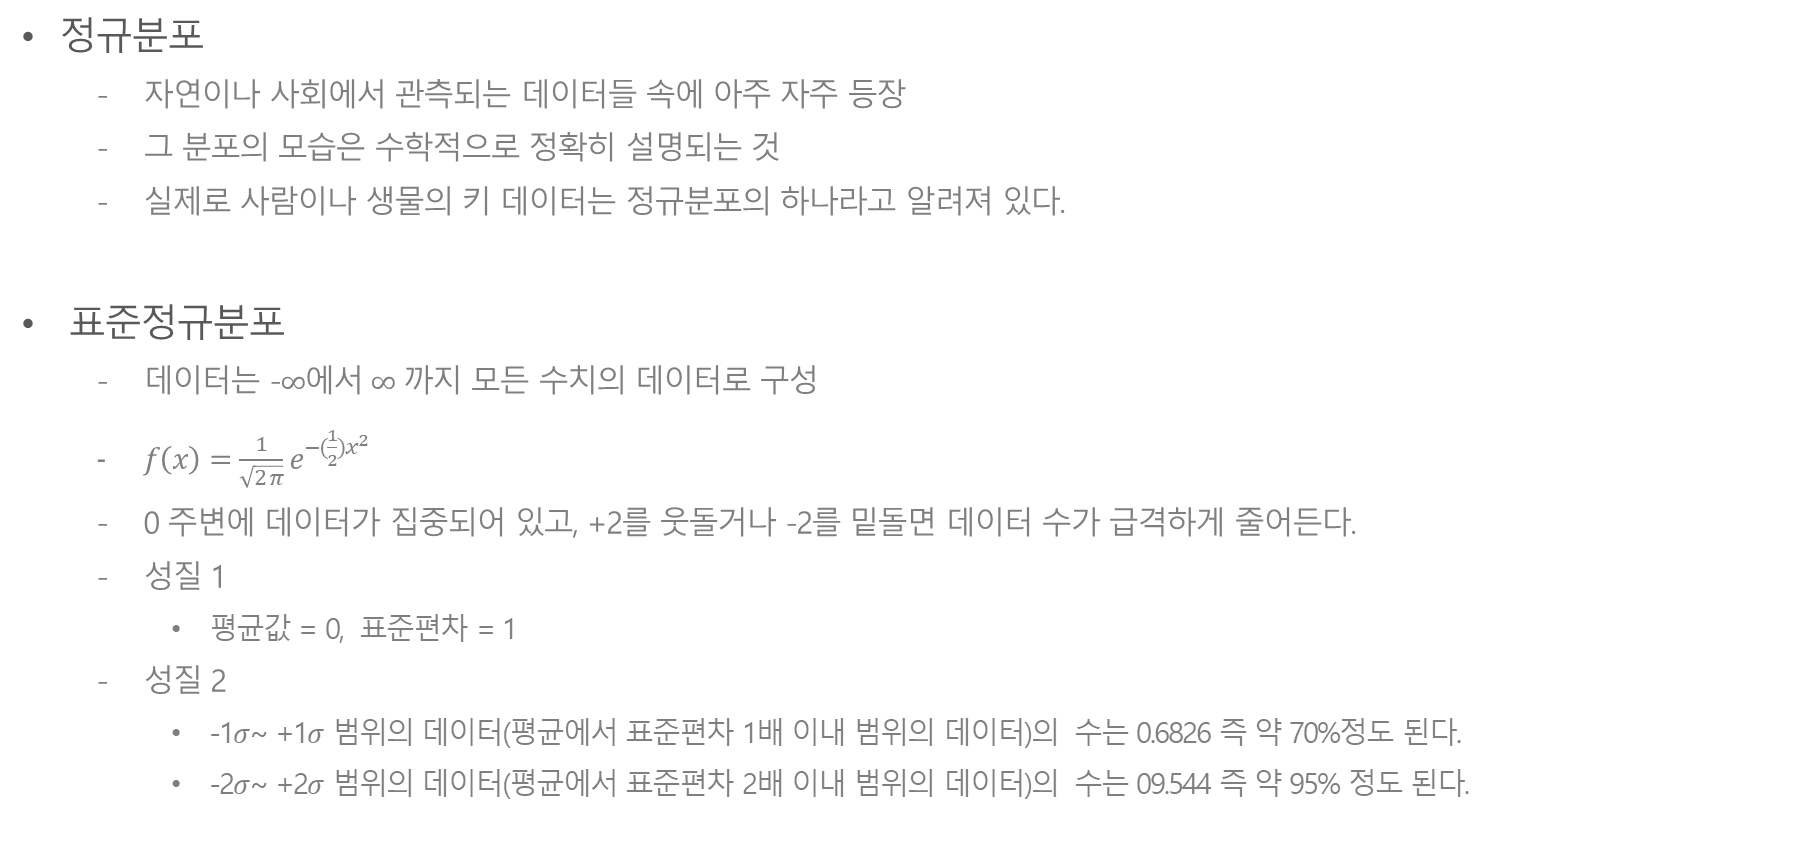 • 정규분포
- 자연이나 사회에서 관측되는 데이터들 속에 아주 자주 등장
- 그 분포의 모습은 수학적으로 정확히 설명되는 것
- 실제로 사람이나 생물의 키 데이터는 정규분포의 하나라고 알려져 있다.
• 표준정규분포
- 데이터는 -∞에서 ∞ 까지 모든 수치의 데이터로 구성
- f(x) = \frac{1}{\sqrt{2π}} e^{-(\frac{1}{2})x^2}
- 0 주변에 데이터가 집중되어 있고, +2를 웃돌거나 -2를 밑돌면 데이터 수가 급격하게 줄어든다.
- 성질 1
• 평균값 = 0, 표준편차 = 1
- 성질 2
• -1σ~ +1σ 범위의 데이터(평균에서 표준편차 1배 이내 범위의 데이터)의 수는 0.6826 즉 약 70%정도 된다.
• -2σ~ +2σ 범위의 데이터(평균에서 표준편차 2배 이내 범위의 데이터)의 수는 09.544 즉 약 95% 정도 된다.